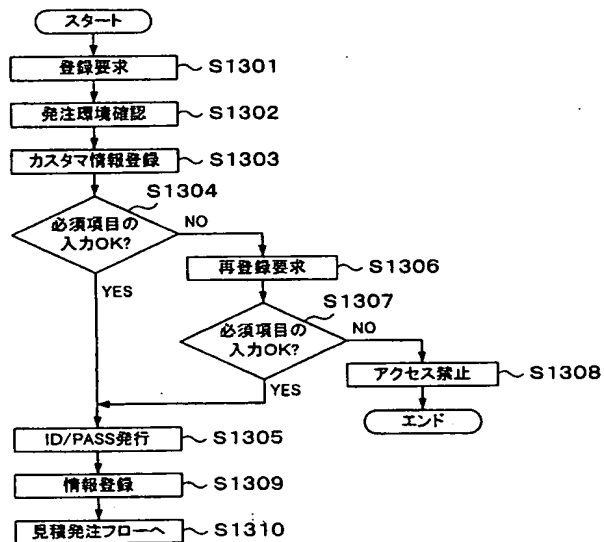 スタート
登録要求
S1301
発注環境確認
S1302
カスタマ情報登録
S1303
S1304
必須項目の
入力OK?
NO
YES
再登録要求
S1306
S1307
必須項目の
入力OK?
NO
YES
アクセス禁止
S1308
エンド
ID/PASS発行
S1305
情報登録
S1309
見積発注フローへ
S1310